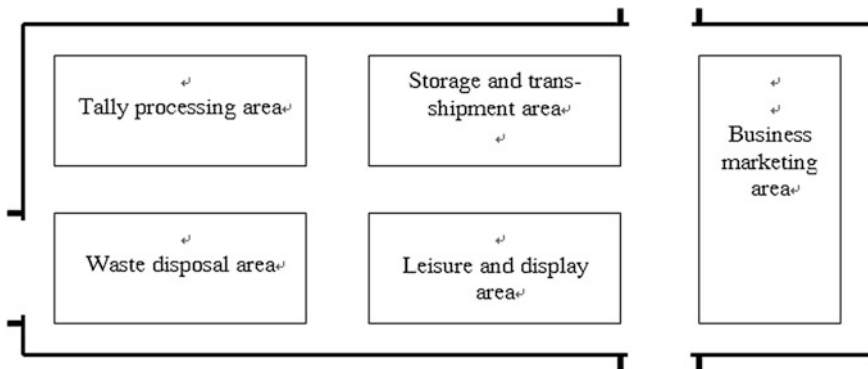 Tally processing area
Storage and trans-
shipment area
Business
marketing
area
Waste disposal area
Leisure and display
area